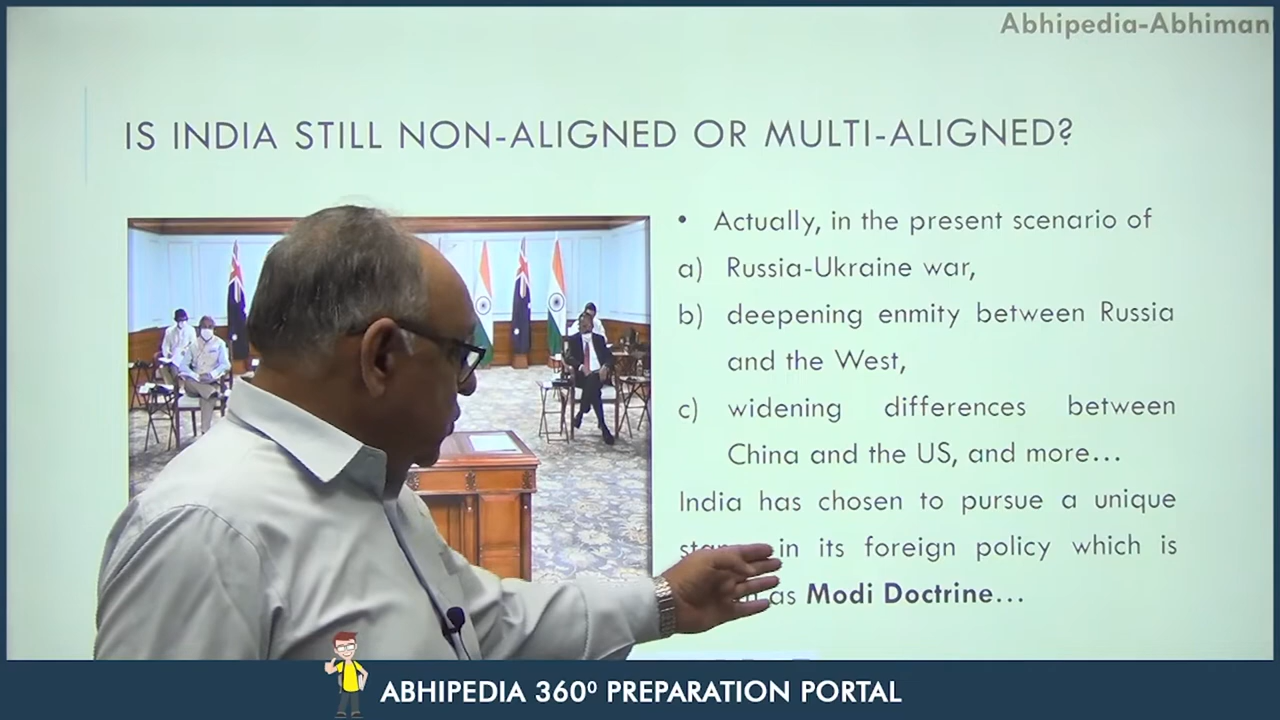 Abhipedia-Abhiman
IS INDIA STILL NON-ALIGNED OR MULTI-ALIGNED?
• Actually, in the present scenario of
a) Russia-Ukraine war,
b) deepening enmity between Russia
and the West,
c) widening differences between
China and the US, and more…
India has chosen to pursue a unique
in its foreign policy which is
as Modi Doctrine…
ABHIPEDIA 360⁰ PREPARATION PORTAL